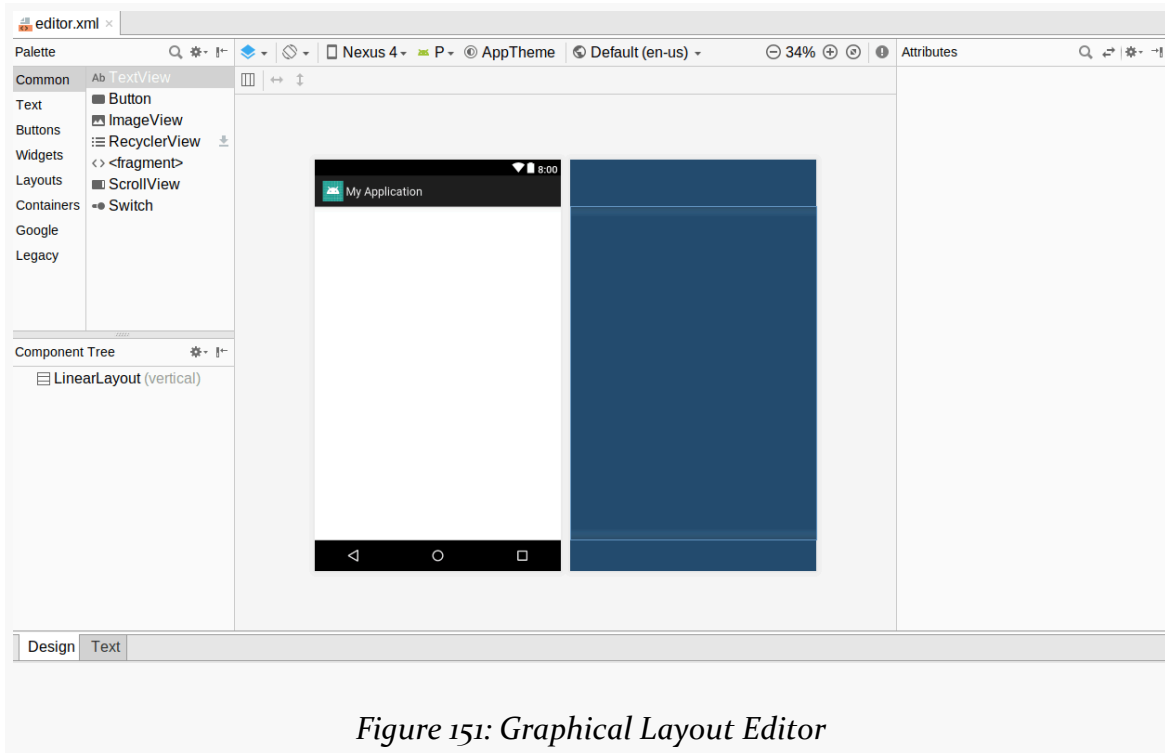 editor.xml
Palette
Nexus 4 P AppTheme Default (en-us) 34% Attributes
Common
Text
Buttons
Widgets
Layouts
Containers
Google
Legacy
Ab TextView
Button
ImageView
RecyclerView
<fragment>
ScrollView
Switch
8:00
My Application
Component Tree
LinearLayout (vertical)
Design Text
Figure 151: Graphical Layout Editor